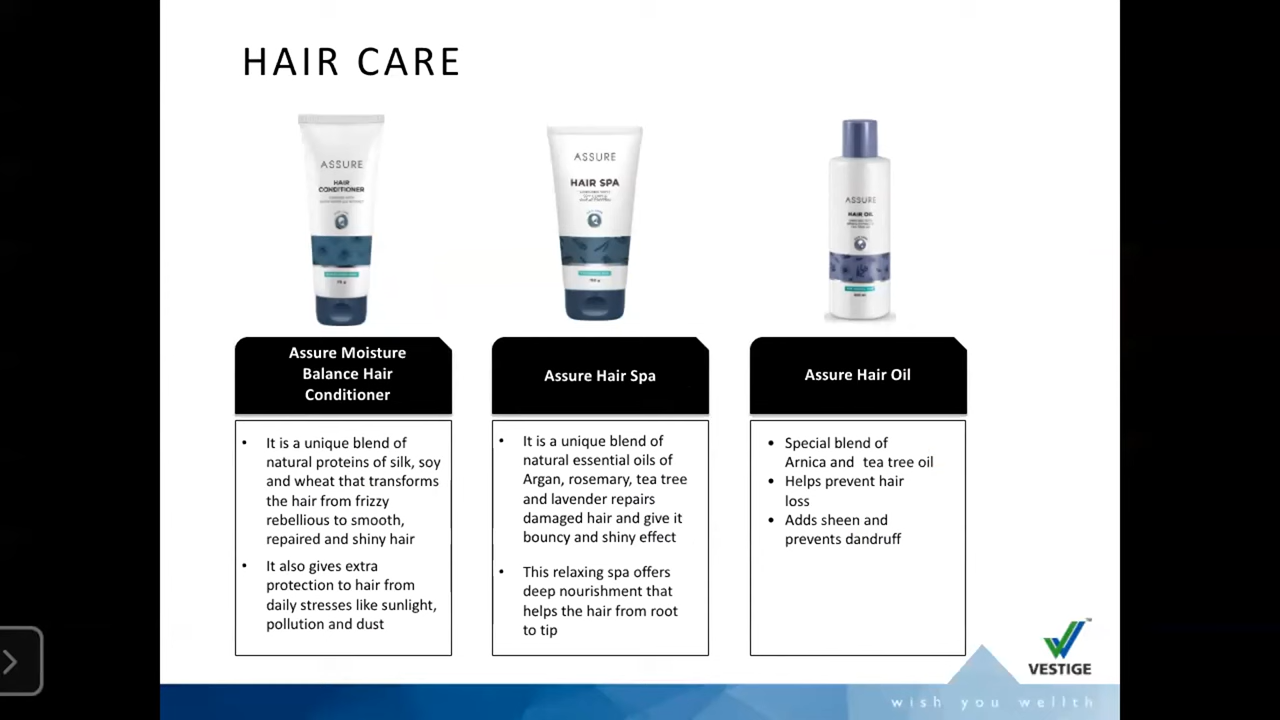 HAIR CARE
ASSURE
HAIR
CONDITIONER
ASSURE
HAIR SPA
ASSURE
HAIR OIL
Assure Moisture
Balance Hair
Conditioner
It is a unique blend of
natural proteins of silk, soy
and wheat that transforms
the hair from frizzy
rebellious to smooth,
repaired and shiny hair
It also gives extra
protection to hair from
daily stresses like sunlight,
pollution and dust
Assure Hair Spa
It is a unique blend of
natural essential oils of
Argan, rosemary, tea tree
and lavender repairs
damaged hair and give it
bouncy and shiny effect
This relaxing spa offers
deep nourishment that
helps the hair from root
to tip
Assure Hair Oil
Special blend of
Arnica and tea tree oil
Helps prevent hair
loss
Adds sheen and
prevents dandruff
VESTIGE
wish you wellth